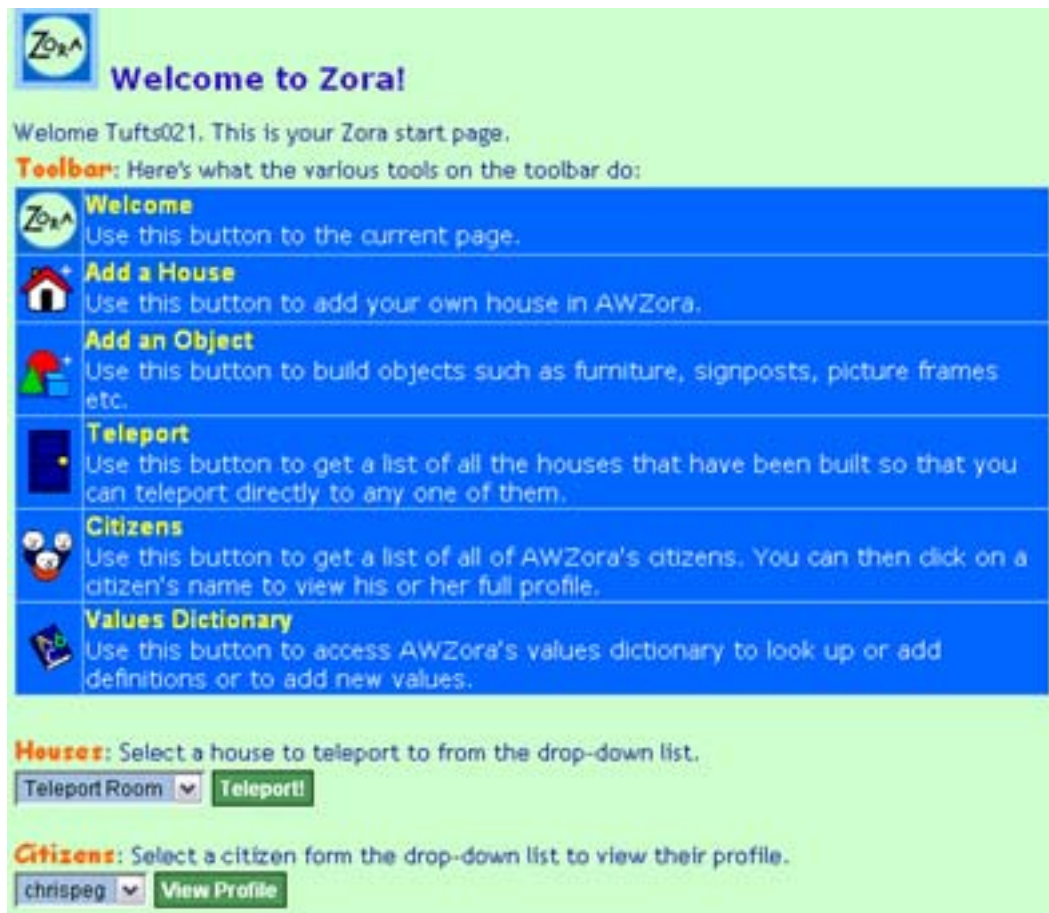 ZORA
Welcome to Zora!
Welome Tufts021. This is your Zora start page.
Toolbar: Here's what the various tools on the toolbar do:
ZORA
Welcome
Use this button to the current page.
Add a House
Use this button to add your own house in AWZora.
Add an Object
Use this button to build objects such as furniture, signposts, picture frames
etc.
Teleport
Use this button to get a list of all the houses that have been built so that you
can teleport directly to any one of them.
Citizens
Use this button to get a list of all of AWZora's citizens. You can then click on a
citizen's name to view his or her full profile.
Values Dictionary
Use this button to access AWZora's values dictionary to look up or add
definitions or to add new values.
Houses: Select a house to teleport to from the drop-down list.
Teleport Room Teleport!
Citizens: Select a citizen form the drop-down list to view their profile.
chrispeg View Profile